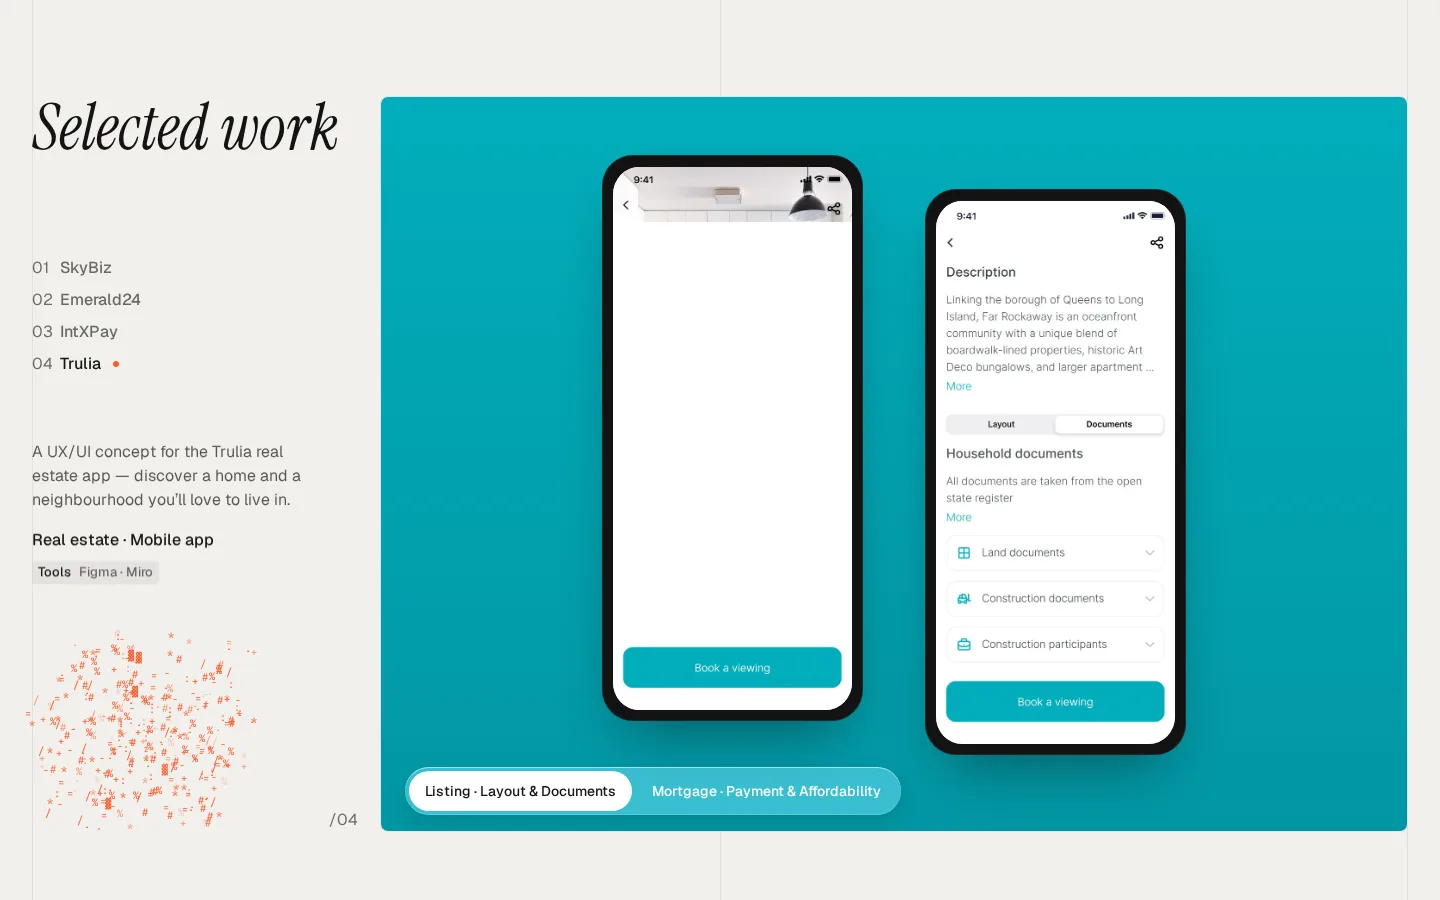 Selected work
01 SkyBiz
02 Emerald24
03 IntXPay
04 Trulia
A UX/UI concept for the Trulia real
estate app — discover a home and a
neighbourhood you'll love to live in.
Real estate · Mobile app
Tools Figma · Miro
/04
9:41
Book a viewing
9:41
Description
Linking the borough of Queens to Long
Island, Far Rockaway is an oceanfront
community with a unique blend of
boardwalk-lined properties, historic Art
Deco bungalows, and larger apartment ...
More
Layout Documents
Household documents
All documents are taken from the open
state register
More
Land documents
Construction documents
Construction participants
Book a viewing
Listing · Layout & Documents Mortgage · Payment & Affordability